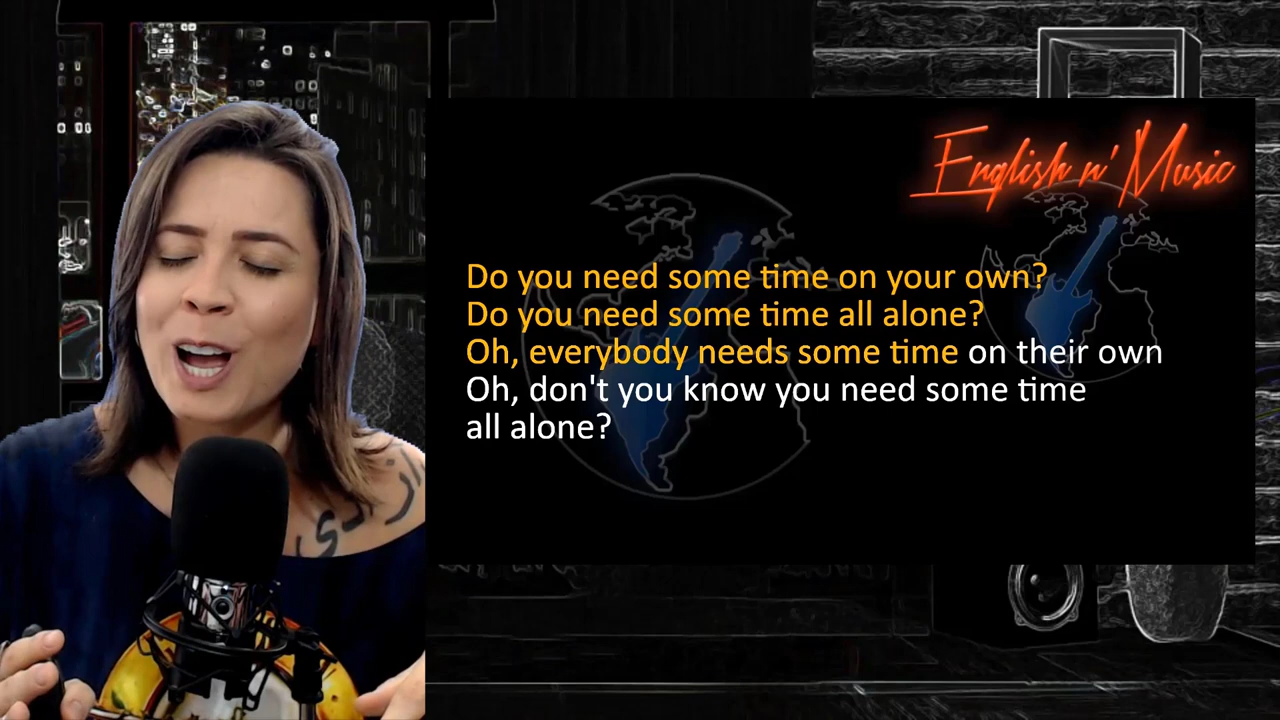 English n' Music
Do you need some time on your own?
Do you need some time all alone?
Oh, everybody needs some time on their own
Oh, don't you know you need some time
all alone?
آزادی